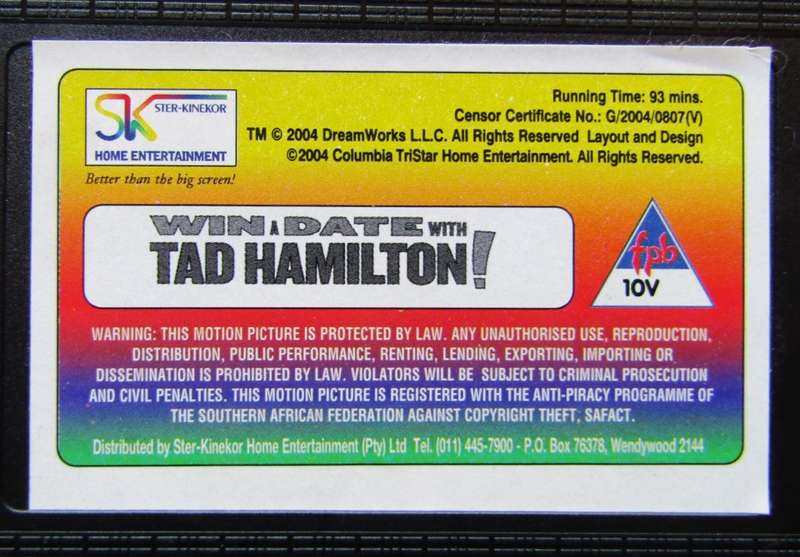 SK STER-KINEKOR
HOME ENTERTAINMENT
Better than the big screen!
Running Time: 93 mins.
Censor Certificate No.: G/2004/0807(V)
TM © 2004 DreamWorks L.L.C. All Rights Reserved Layout and Design
©2004 Columbia TriStar Home Entertainment. All Rights Reserved.
WIN A DATE WITH
TAD HAMILTON!
fpb
10V
WARNING: THIS MOTION PICTURE IS PROTECTED BY LAW. ANY UNAUTHORISED USE, REPRODUCTION,
DISTRIBUTION, PUBLIC PERFORMANCE, RENTING, LENDING, EXPORTING, IMPORTING OR
DISSEMINATION IS PROHIBITED BY LAW. VIOLATORS WILL BE SUBJECT TO CRIMINAL PROSECUTION
AND CIVIL PENALTIES. THIS MOTION PICTURE IS REGISTERED WITH THE ANTI-PIRACY PROGRAMME OF
THE SOUTHERN AFRICAN FEDERATION AGAINST COPYRIGHT THEFT, SAFACT.
Distributed by Ster-Kinekor Home Entertainment (Pty) Ltd Tel. (011) 445-7900 - P.O. Box 76378, Wendywood 2144